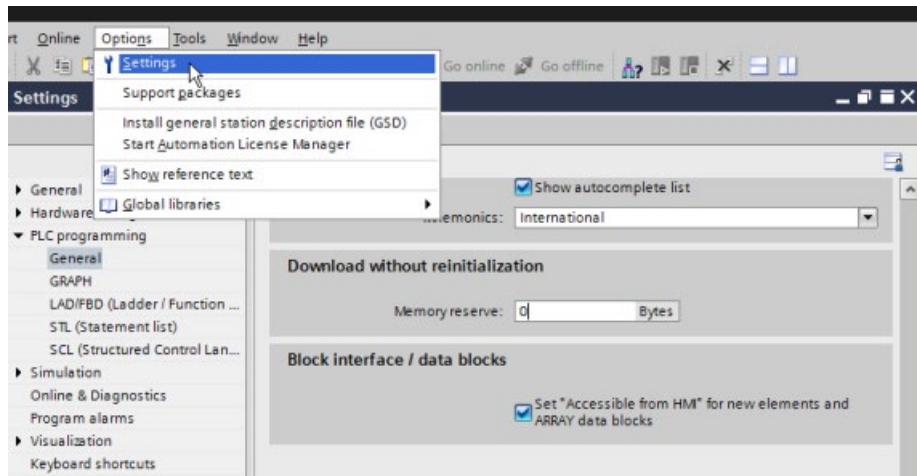 rt Online Options Tools Window Help
Settings
Go online Go offline
Settings
Support packages
Install general station description file (GSD)
Start Automation License Manager
Show reference text
Global libraries
General
Hardware
PLC programming
General
GRAPH
LAD/FBD (Ladder / Function ...
STL (Statement list)
SCL (Structured Control Lan...
Simulation
Online & Diagnostics
Program alarms
Visualization
Keyboard shortcuts
Show autocomplete list
emonics: International
Download without reinitialization
Memory reserve: 0 Bytes
Block interface / data blocks
Set "Accessible from HMI" for new elements and
ARRAY data blocks